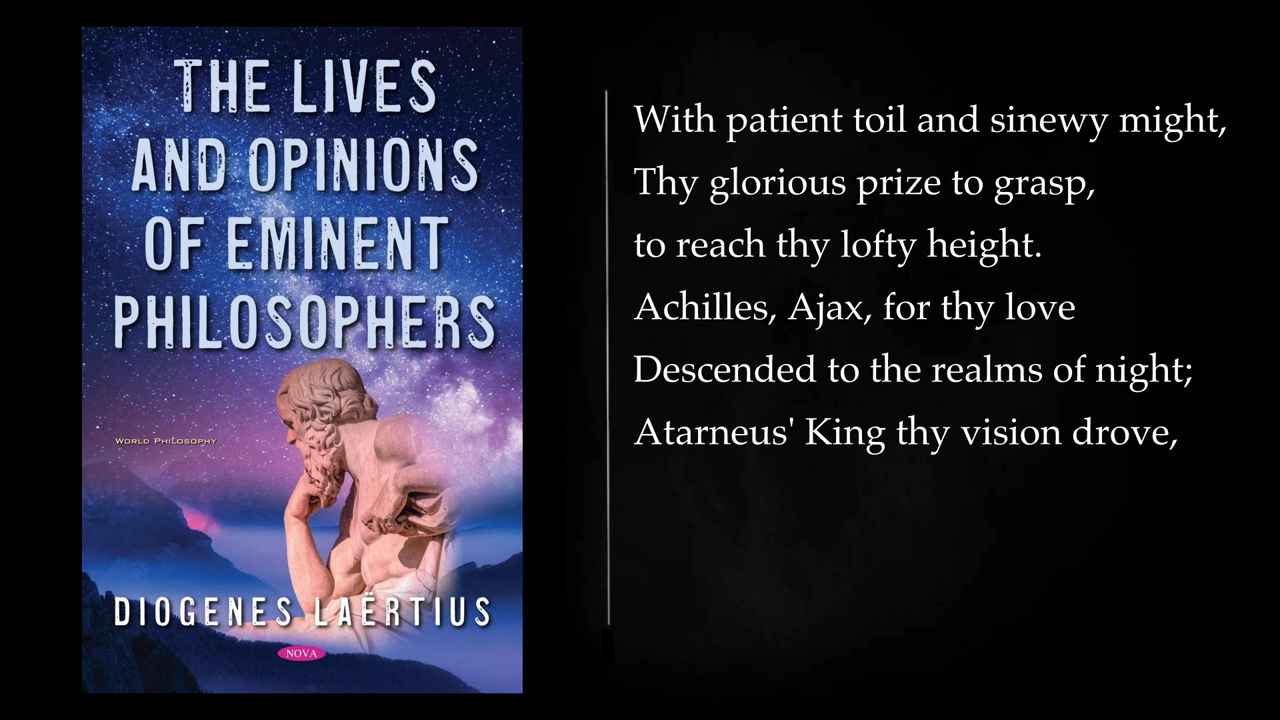 THE LIVES
AND OPINIONS
OF EMINENT
PHILOSOPHERS
WORLD PHILOSOPHY
DIOGENES LAËRTIUS
NOVA
With patient toil and sinewy might,
Thy glorious prize to grasp,
to reach thy lofty height.
Achilles, Ajax, for thy love
Descended to the realms of night;
Atarneus' King thy vision drove,